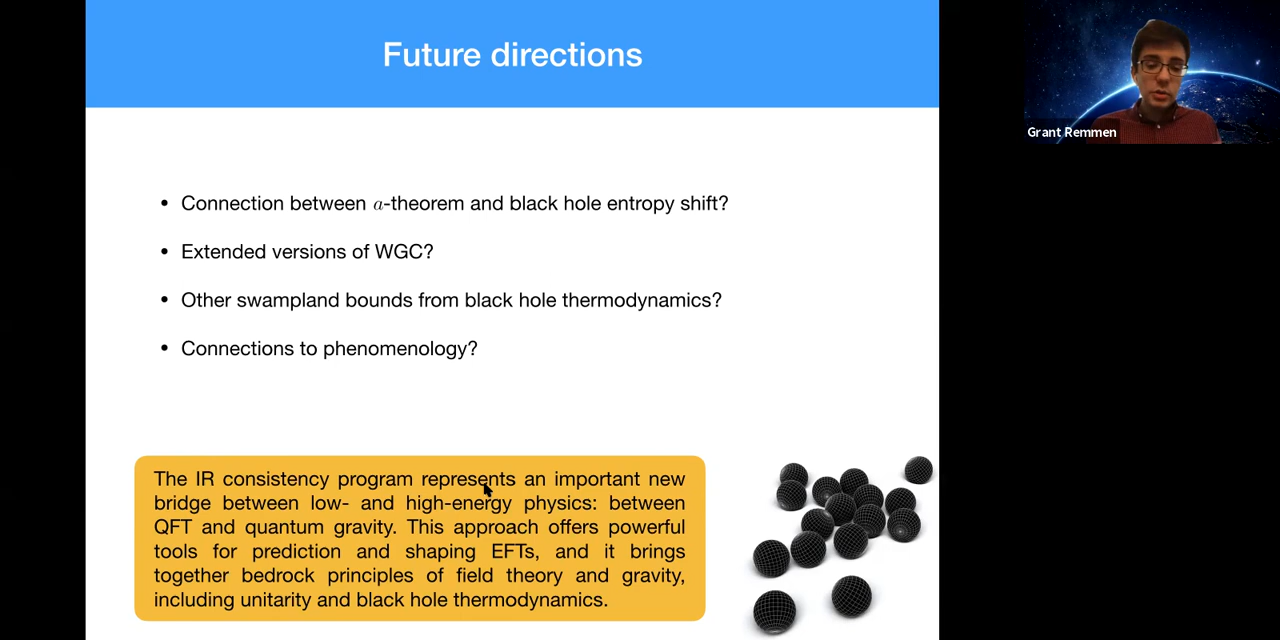 Future directions
Grant Remmen
• Connection between a-theorem and black hole entropy shift?
• Extended versions of WGC?
• Other swampland bounds from black hole thermodynamics?
• Connections to phenomenology?
The IR consistency program represents an important new
bridge between low- and high-energy physics: between
QFT and quantum gravity. This approach offers powerful
tools for prediction and shaping EFTs, and it brings
together bedrock principles of field theory and gravity,
including unitarity and black hole thermodynamics.